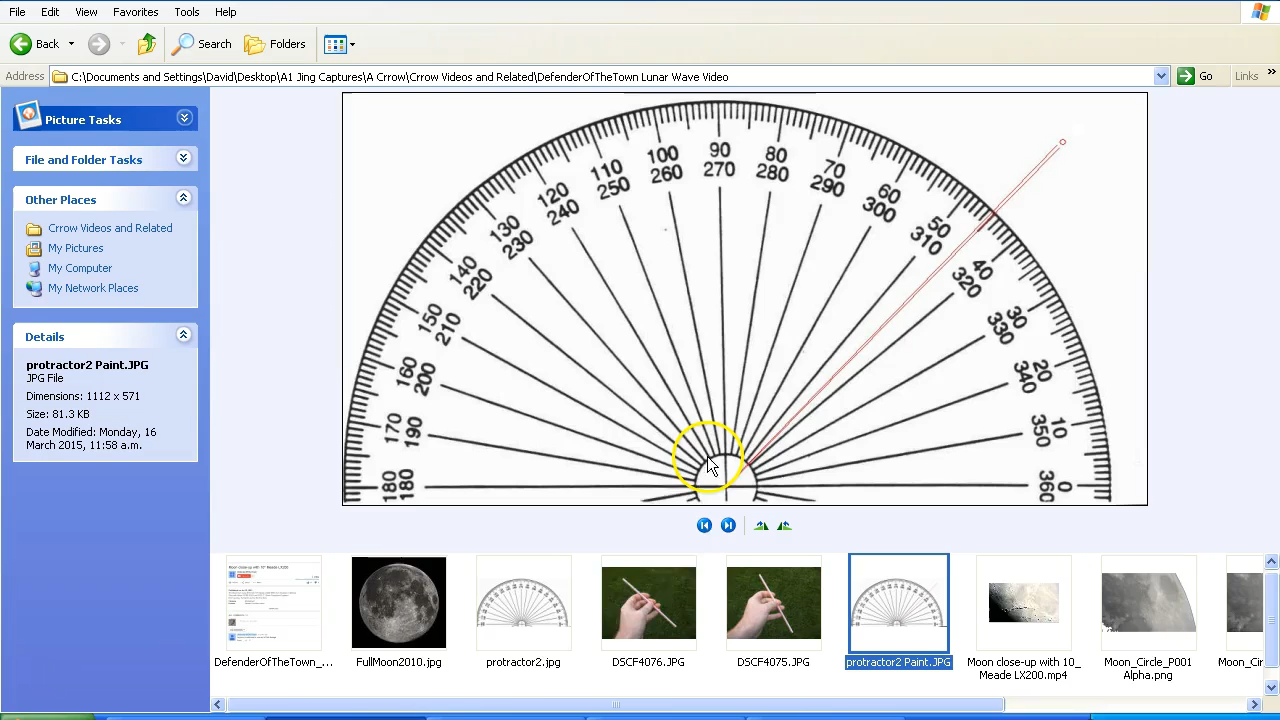 File Edit View Favorites Tools Help
Back Search Folders
Address C:\Documents and Settings\David\Desktop\A1 Jing Captures\A Crrow\Crrow Videos and Related\DefenderOfTheTown Lunar Wave Video Go Links »
Picture Tasks
File and Folder Tasks
Other Places
Crrow Videos and Related
My Pictures
My Computer
My Network Places
Details
protractor2 Paint.JPG
JPG File
Dimensions: 1112 x 571
Size: 81.3 KB
Date Modified: Monday, 16
March 2015, 11:58 a.m.
180 170 160 150 140 130 120 110 100 90 80 70 60 50 40 30 20 10 0
180 190 200 210 220 230 240 250 260 270 280 290 300 310 320 330 340 350 360
DefenderOfTheTown_... FullMoon2010.jpg protractor2.jpg DSCF4076.JPG DSCF4075.JPG protractor2 Paint.JPG Moon close-up with 10_ Moon_Circle_P001 Moon_Cir
Meade LX200.mp4 Alpha.png